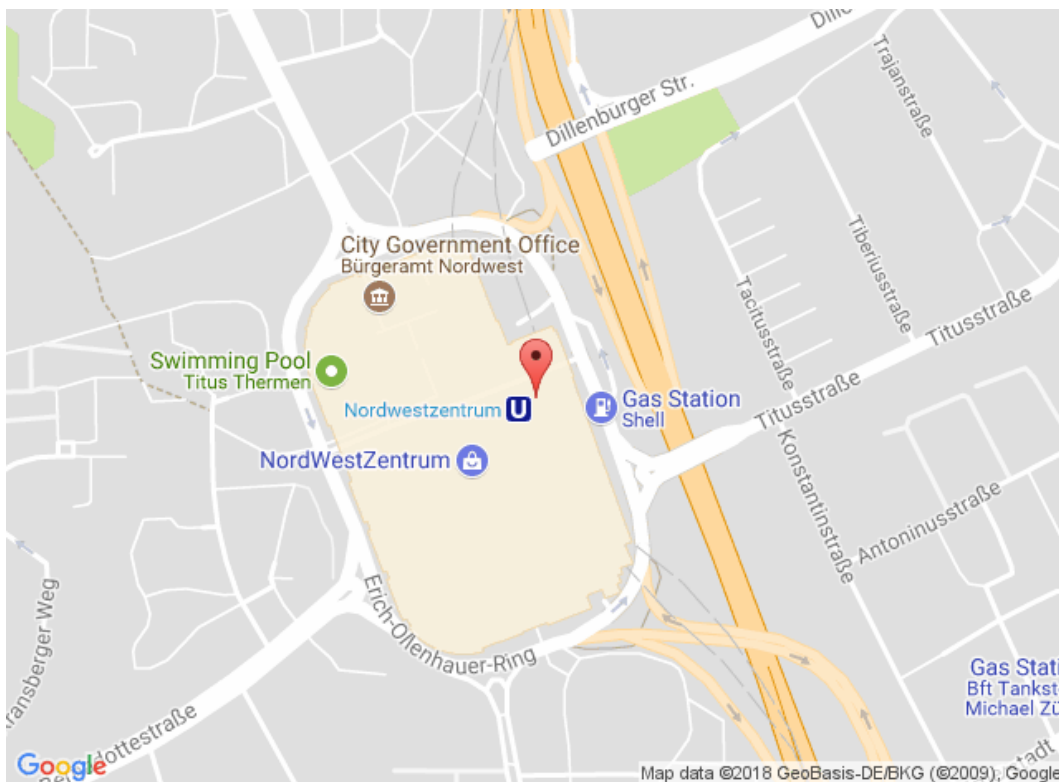 Dillenburger Str.
Trajanstraße
City Government Office
Bürgeramt Nordwest
Tiberiusstraße
Tacitusstraße
Titusstraße
Swimming Pool
Titus Thermen
Nordwestzentrum
U
Gas Station
Shell
Titusstraße
NordWestZentrum
Konstantinstraße
Antoninusstraße
Erich-Ollenhauer-Ring
Weg
Google
Gas Stati
Bft Tankst
Michael Zü
Map data ©2018 GeoBasis-DE/BKG (©2009), Google